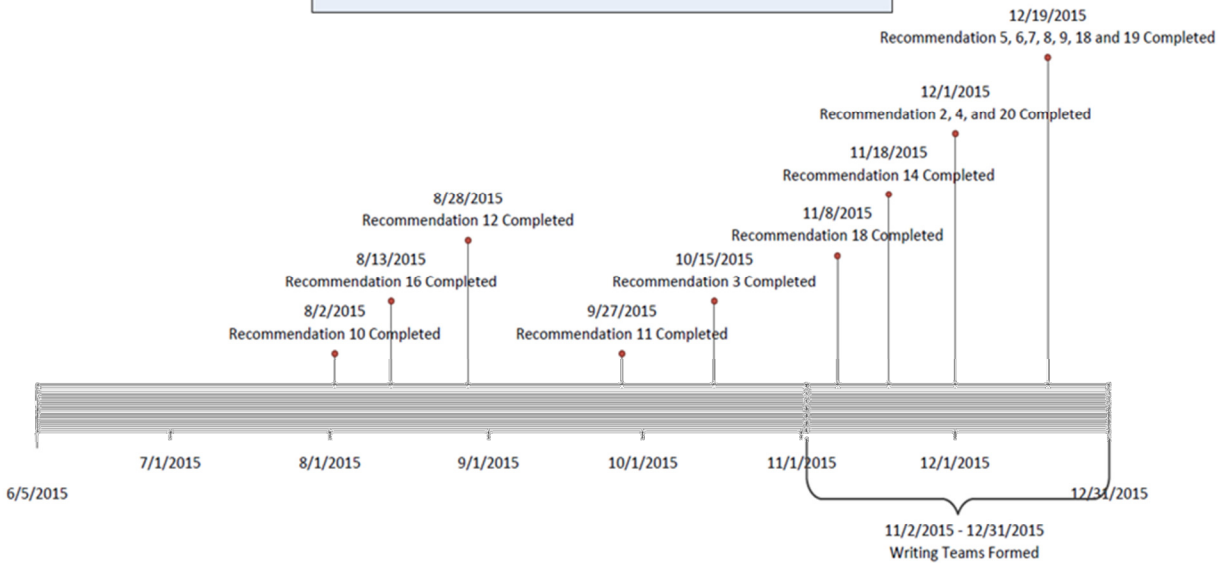 12/19/2015
Recommendation 5, 6,7, 8, 9, 18 and 19 Completed
12/1/2015
Recommendation 2, 4, and 20 Completed
11/18/2015
Recommendation 14 Completed
8/28/2015
Recommendation 12 Completed
11/8/2015
Recommendation 18 Completed
8/13/2015
Recommendation 16 Completed
10/15/2015
Recommendation 3 Completed
8/2/2015
Recommendation 10 Completed
9/27/2015
Recommendation 11 Completed
7/1/2015
8/1/2015
9/1/2015
10/1/2015
11/1/2015
12/1/2015
6/5/2015
12/31/2015
11/2/2015 - 12/31/2015
Writing Teams Formed